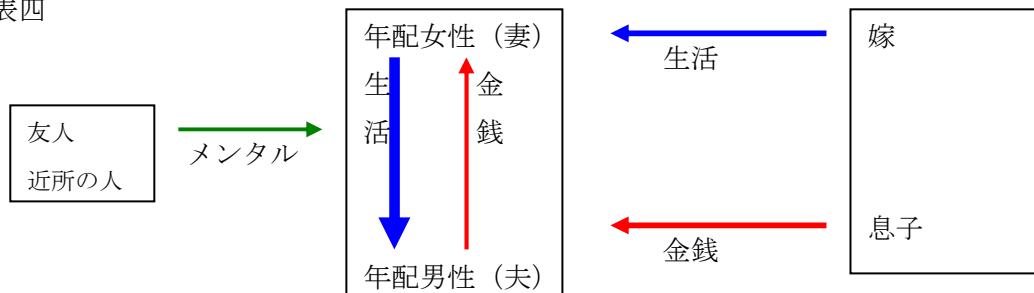 表四
年配女性（妻）
生活
金銭
年配男性（夫）
友人
近所の人
メンタル
生活
金銭
嫁
息子